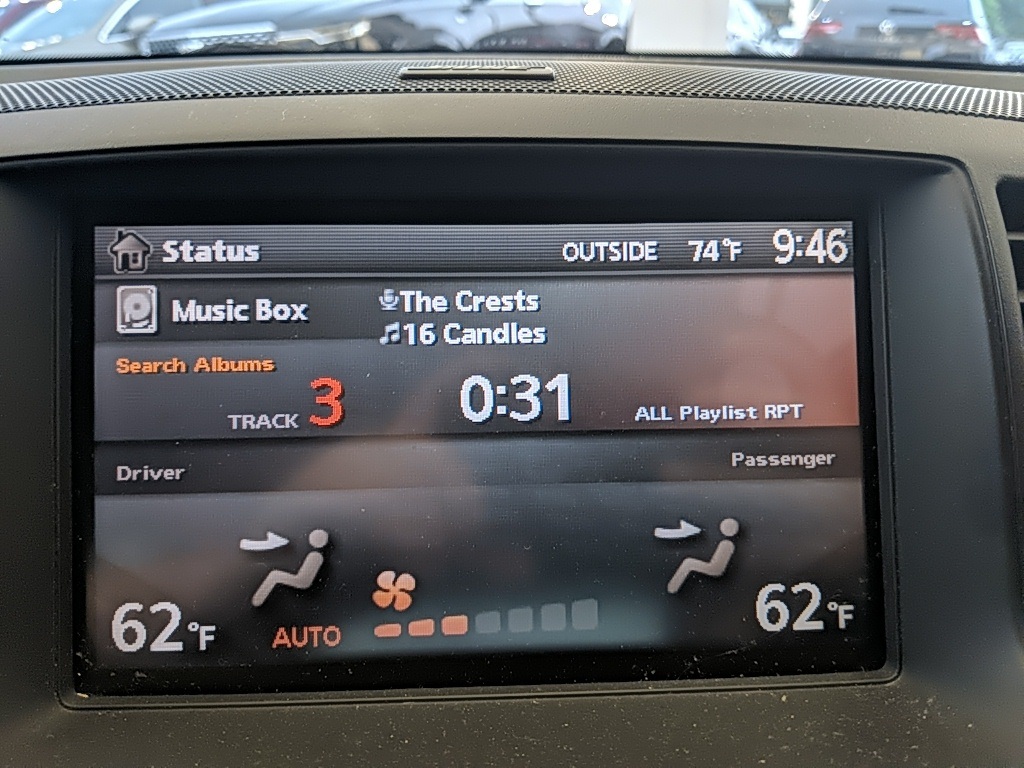 Status OUTSIDE 74°F 9:46
Music Box The Crests
16 Candles
Search Albums
TRACK 3 0:31 ALL Playlist RPT
Driver Passenger
62°F AUTO 62°F